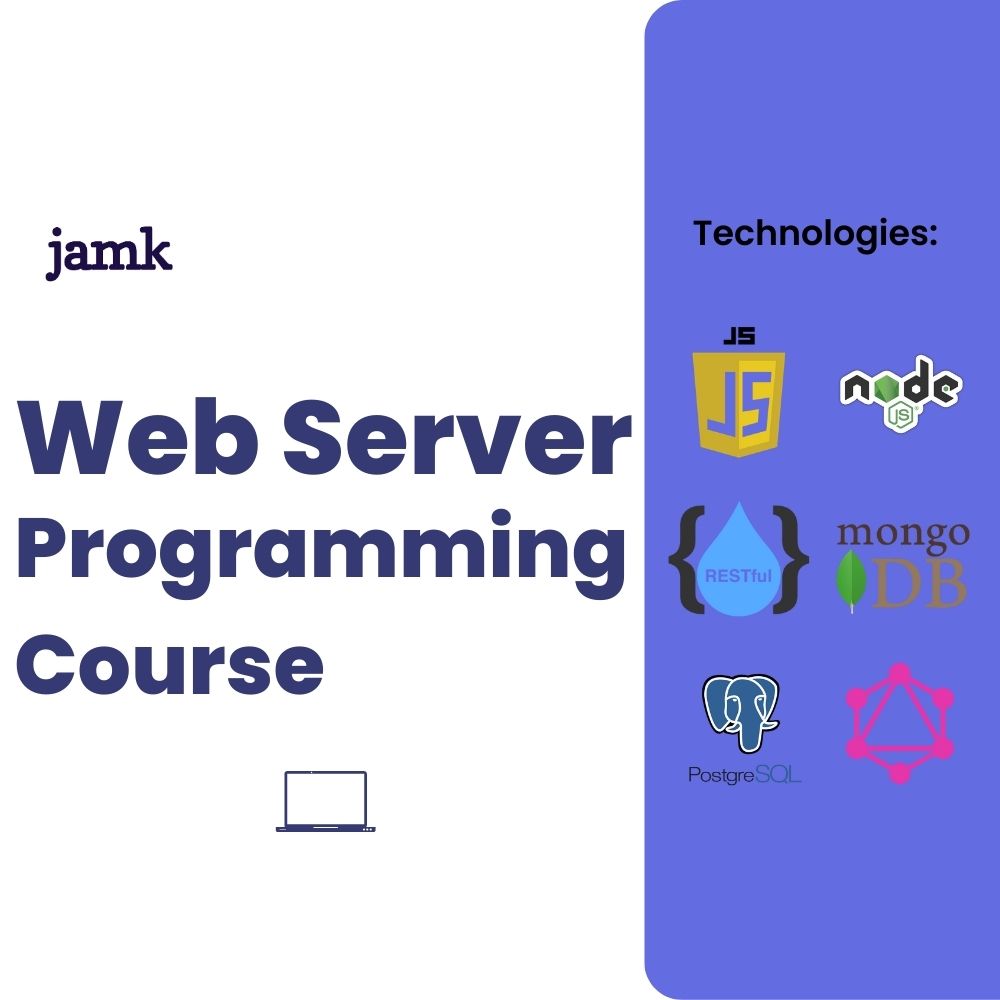 jamk
Web Server
Programming
Course
Technologies:
JS
JS
node
JS
{ RESTful }
mongo
DB
PostgreSQL